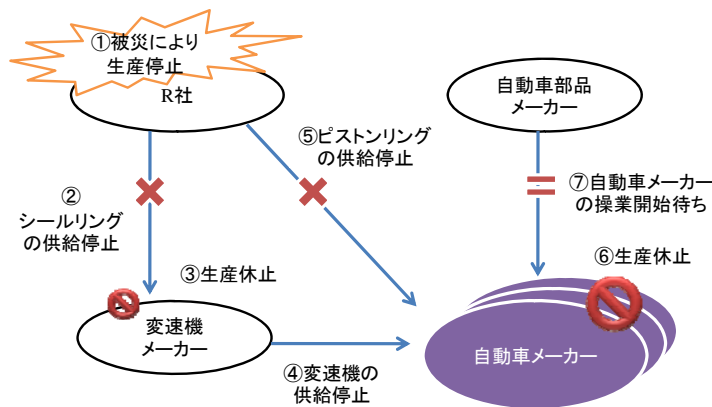 ①被災により
生産停止
R社
自動車部品
メーカー
⑤ピストンリング
の供給停止
②
シールリング
の供給停止
⑦自動車メーカー
の操業開始待ち
③生産休止
⑥生産休止
変速機
メーカー
自動車メーカー
④変速機の
供給停止